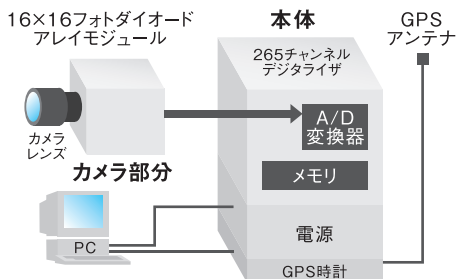 16×16フォトダイオード
アレイモジュール
カメラ
レンズ
カメラ部分
本体
265チャンネル
デジタライザ
A/D
変換器
メモリ
電源
GPS時計
GPS
アンテナ
PC